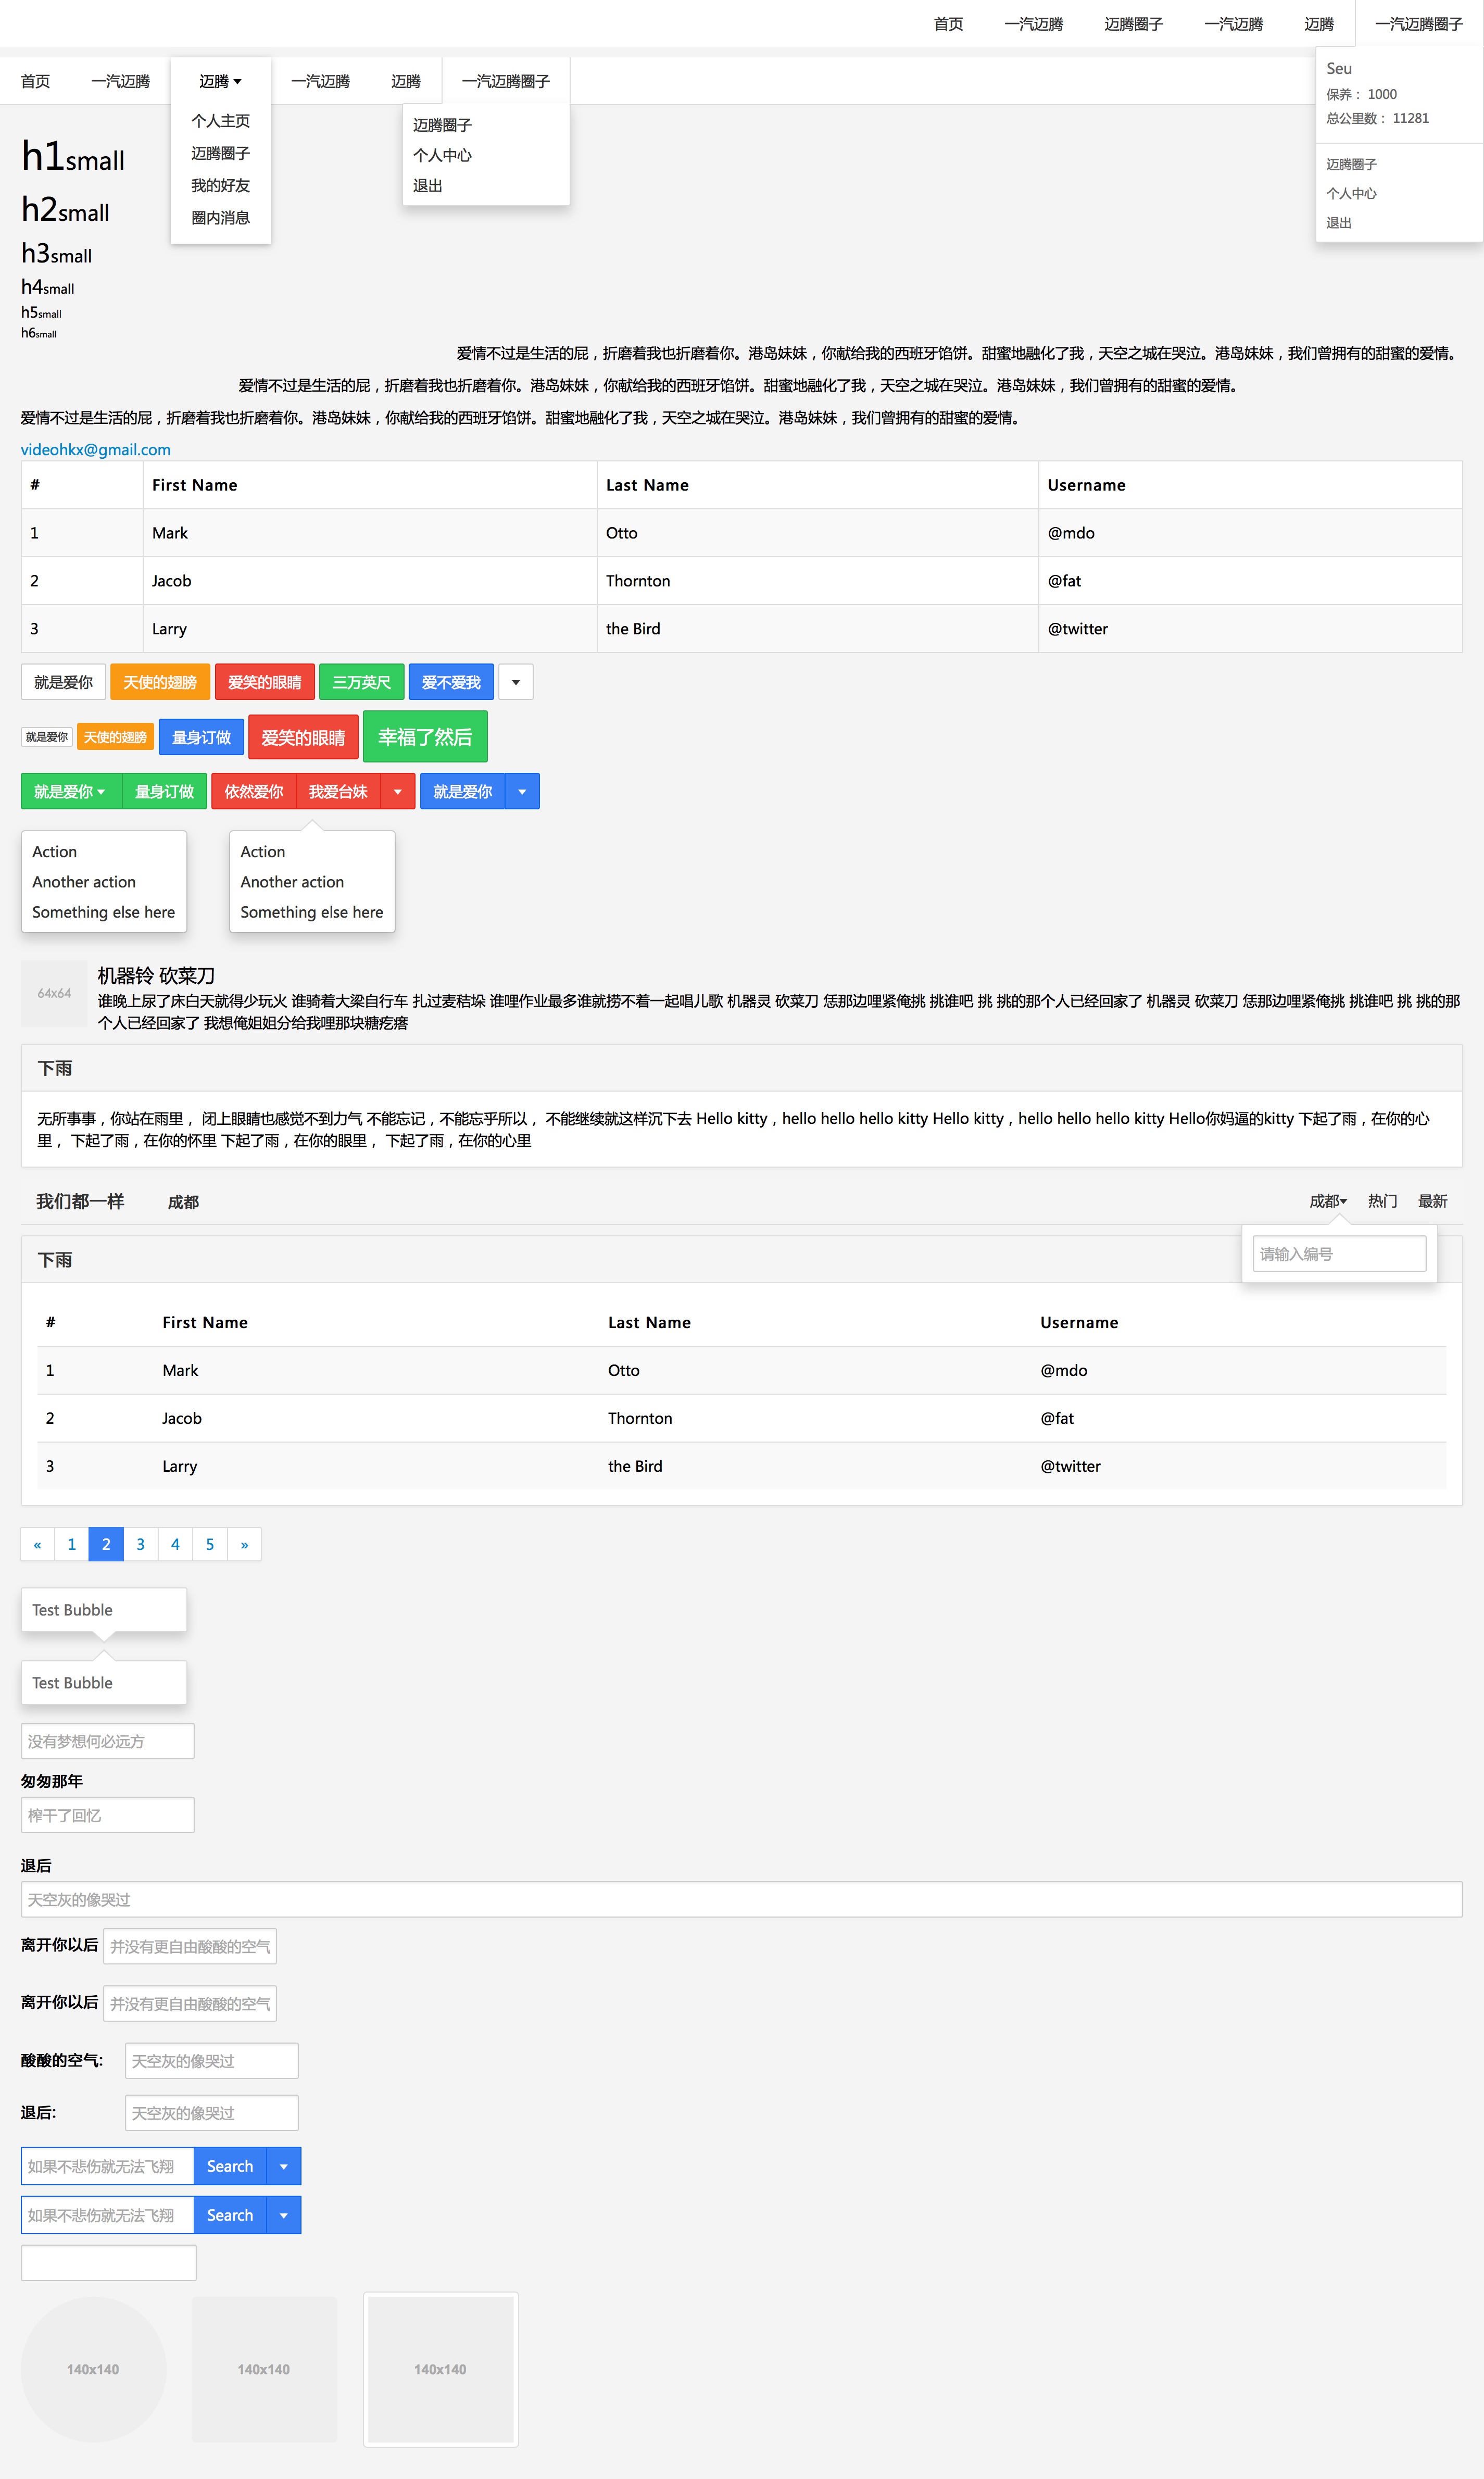 首页 一汽迈腾 迈腾圈子 一汽迈腾 迈腾 一汽迈腾圈子
Seu
保养： 1000
总公里数： 11281
迈腾圈子
个人中心
退出
首页 一汽迈腾 迈腾 一汽迈腾 迈腾 一汽迈腾圈子
个人主页
迈腾圈子
我的好友
圈内消息
迈腾圈子
个人中心
退出
h1small
h2small
h3small
h4small
h5small
h6small
爱情不过是生活的屁，折磨着我也折磨着你。港岛妹妹，你献给我的西班牙馅饼。甜蜜地融化了我，天空之城在哭泣。港岛妹妹，我们曾拥有的甜蜜的爱情。
爱情不过是生活的屁，折磨着我也折磨着你。港岛妹妹，你献给我的西班牙馅饼。甜蜜地融化了我，天空之城在哭泣。港岛妹妹，我们曾拥有的甜蜜的爱情。
爱情不过是生活的屁，折磨着我也折磨着你。港岛妹妹，你献给我的西班牙馅饼。甜蜜地融化了我，天空之城在哭泣。港岛妹妹，我们曾拥有的甜蜜的爱情。
videohkx@gmail.com
# First Name Last Name Username
1 Mark Otto @mdo
2 Jacob Thornton @fat
3 Larry the Bird @twitter
就是爱你 天使的翅膀 爱笑的眼睛 三万英尺 爱不爱我
就是爱你 天使的翅膀 量身订做 爱笑的眼睛 幸福了然后
就是爱你 量身订做 依然爱你 我爱台妹 就是爱你
Action
Another action
Something else here
Action
Another action
Something else here
64x64
机器铃 砍菜刀
谁晚上尿了床白天就得少玩火 谁骑着大梁自行车 扎过麦秸垛 谁哩作业最多谁就捞不着一起唱儿歌 机器灵 砍菜刀 恁那边哩紧俺挑 挑谁吧 挑 挑的那个人已经回家了 机器灵 砍菜刀 恁那边哩紧俺挑 挑谁吧 挑 挑的那
个人已经回家了 我想俺姐姐分给我哩那块糖疙瘩
下雨
无所事事，你站在雨里， 闭上眼睛也感觉不到力气 不能忘记，不能忘乎所以， 不能继续就这样沉下去 Hello kitty，hello hello hello kitty Hello kitty，hello hello hello kitty Hello你妈逼的kitty 下起了雨，在你的心
里， 下起了雨，在你的怀里 下起了雨，在你的眼里， 下起了雨，在你的心里
我们都一样 成都 成都 热门 最新
请输入编号
下雨
# First Name Last Name Username
1 Mark Otto @mdo
2 Jacob Thornton @fat
3 Larry the Bird @twitter
« 1 2 3 4 5 »
Test Bubble
Test Bubble
没有梦想何必远方
匆匆那年
榨干了回忆
退后
天空灰的像哭过
离开你以后 并没有更自由酸酸的空气
离开你以后 并没有更自由酸酸的空气
酸酸的空气: 天空灰的像哭过
退后: 天空灰的像哭过
如果不悲伤就无法飞翔 Search
如果不悲伤就无法飞翔 Search
140x140 140x140 140x140